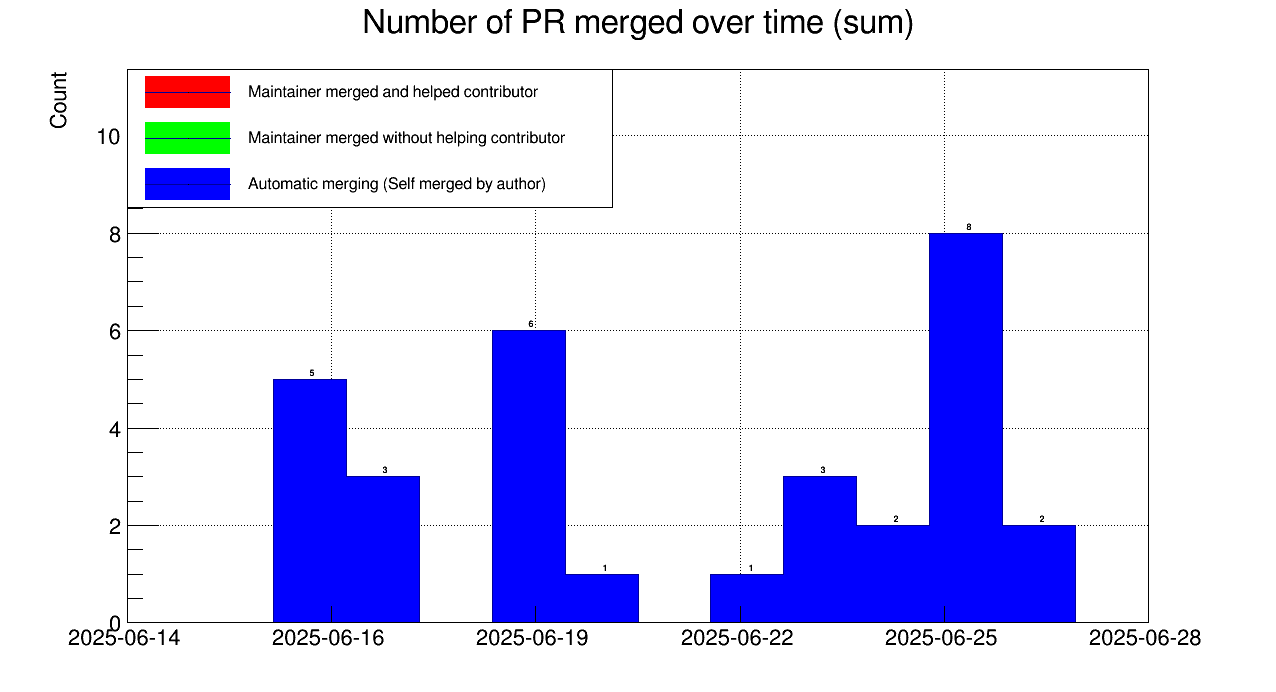 Number of PR merged over time (sum)
Count
Maintainer merged and helped contributor
Maintainer merged without helping contributor
Automatic merging (Self merged by author)
10
8
6
4
2
0
5
3
6
1
1
3
2
8
2
2025-06-14 2025-06-16 2025-06-19 2025-06-22 2025-06-25 2025-06-28